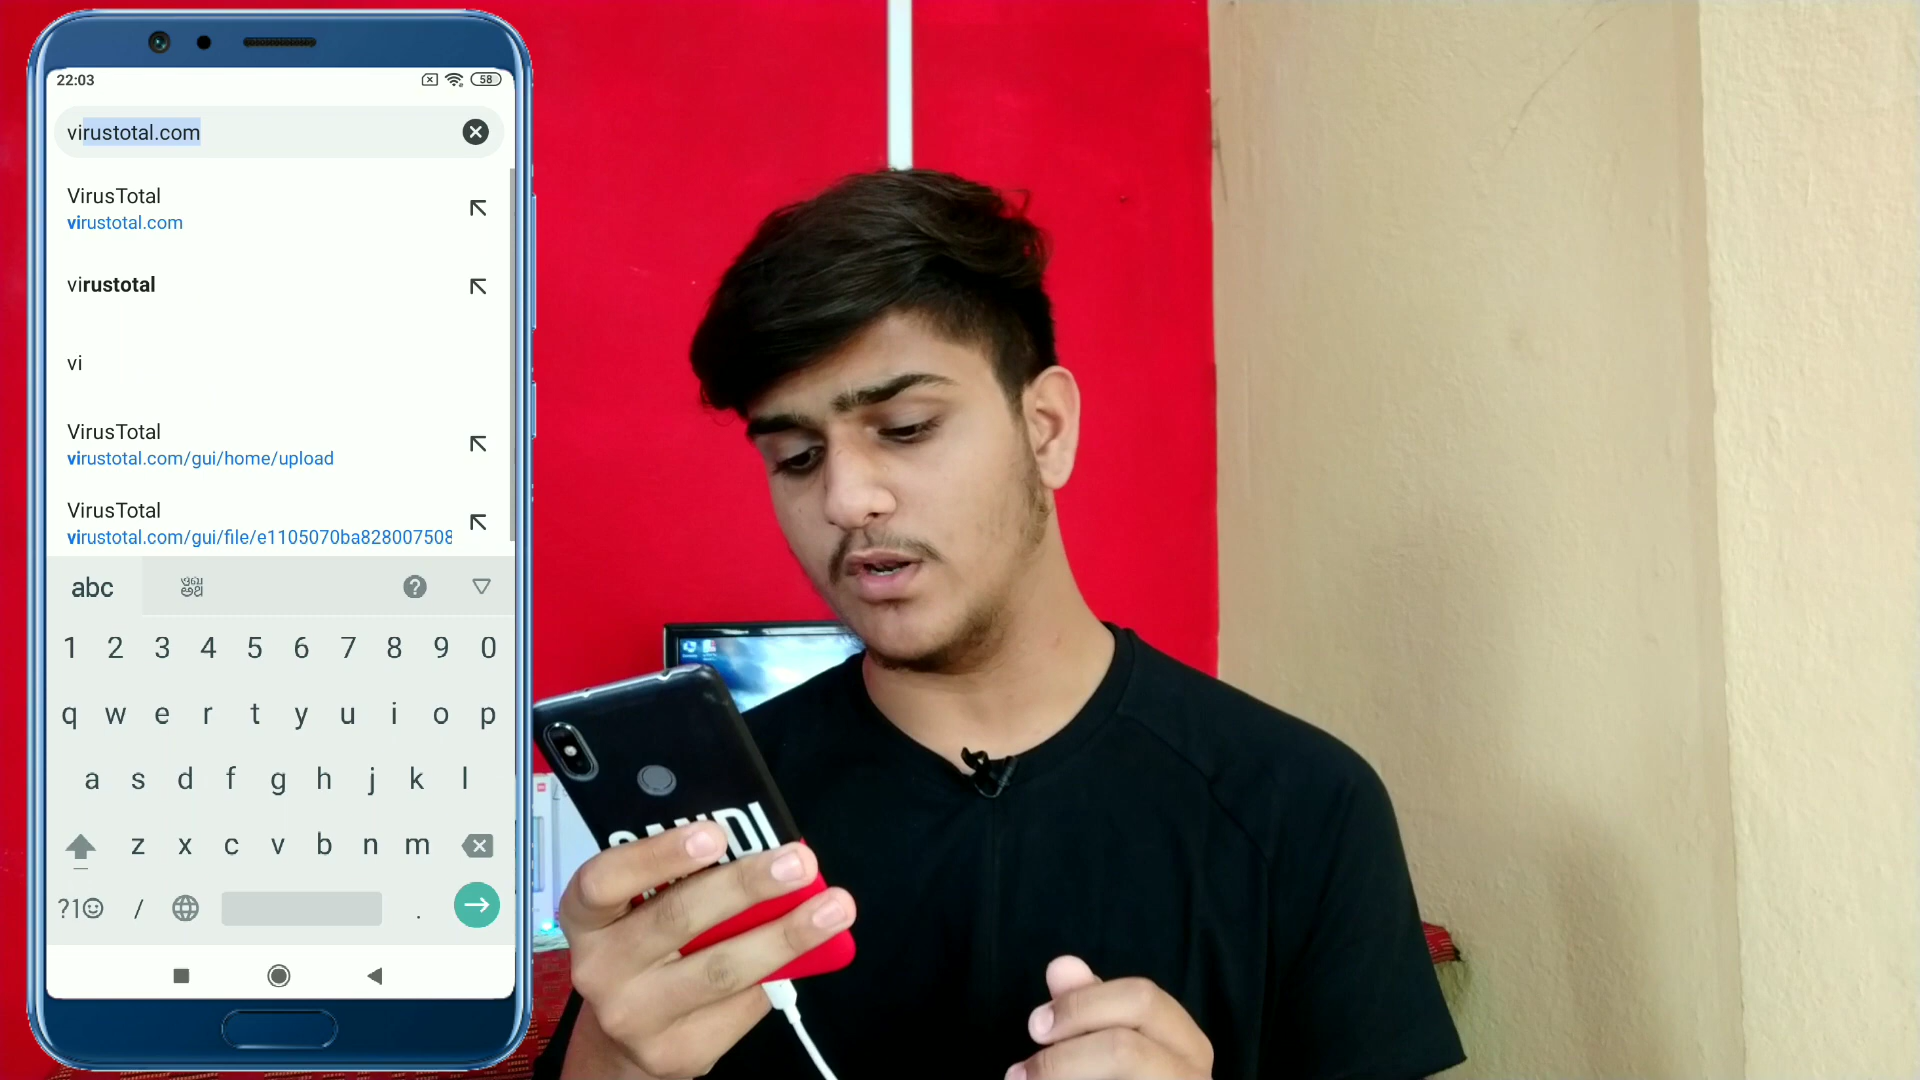 22:03
58
virustotal.com
VirusTotal
virustotal.com
virustotal
vi
VirusTotal
virustotal.com/gui/home/upload
VirusTotal
virustotal.com/gui/file/e1105070ba828007508
abc
1 2 3 4 5 6 7 8 9 0
q w e r t y u i o p
a s d f g h j k l
z x c v b n m
?1☺ / .